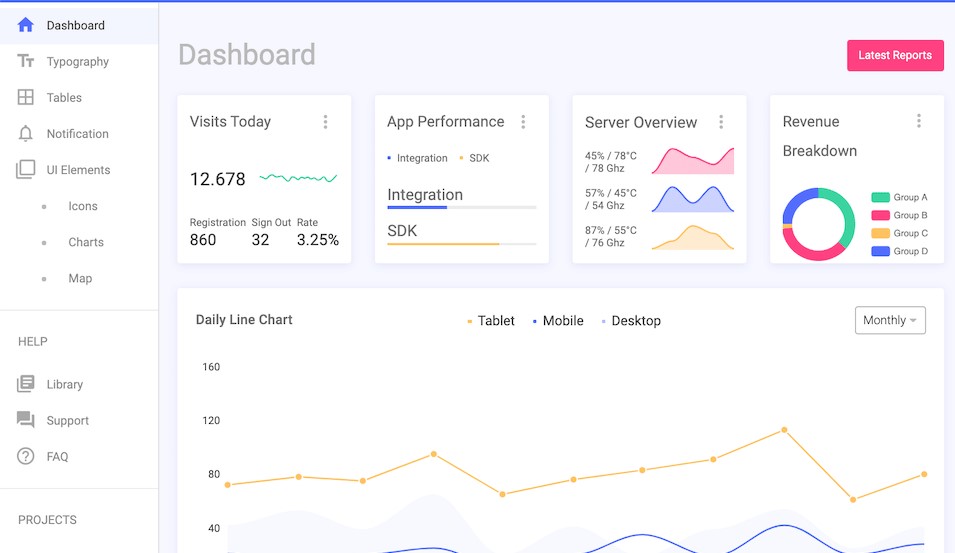 Dashboard
Typography
Tables
Notification
UI Elements
Icons
Charts
Map
HELP
Library
Support
FAQ
PROJECTS
Dashboard
Latest Reports
Visits Today
12.678
Registration Sign Out Rate
860 32 3.25%
App Performance
Integration SDK
Integration
SDK
Server Overview
45% / 78°C
/ 78 Ghz
57% / 45°C
/ 54 Ghz
87% / 55°C
/ 76 Ghz
Revenue
Breakdown
Group A
Group B
Group C
Group D
Daily Line Chart
Tablet Mobile Desktop
Monthly
160
120
80
40